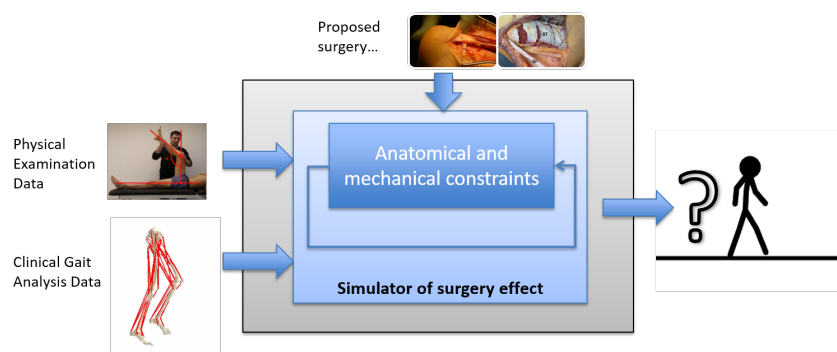 Proposed
surgery…
Physical
Examination
Data
Anatomical and
mechanical constraints
Clinical Gait
Analysis Data
Simulator of surgery effect
?